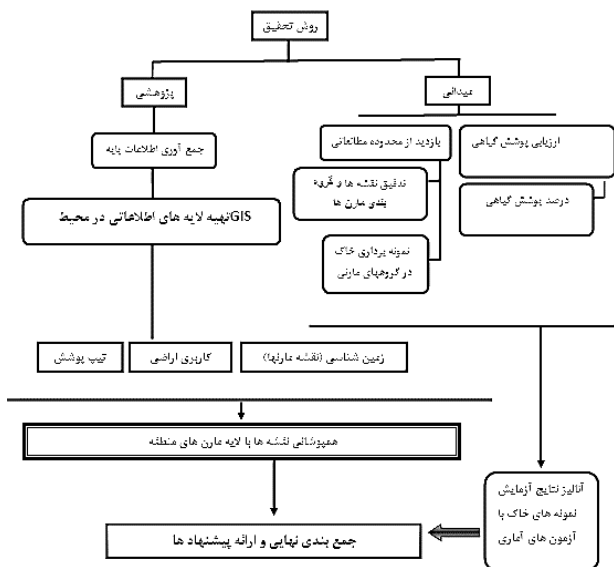 روش تحقیق
میدانی
پژوهشی
ارزیابی پوشش گیاهی
درصد پوشش گیاهی
بازدید از محدوده مطالعاتی
تدقیق نقشه ها و گروه
بندی مارن ها
نمونه برداری خاک
در گروههای مارنی
جمع آوری اطلاعات پایه
تهیه لایه های اطلاعاتی در محیط GIS
زمین شناسی (نقشه مارنها)
کاربری اراضی
تیپ پوشش
همپوشانی نقشه ها با لایه مارن های منطقه
آنالیز نتایج آزمایش
نمونه های خاک با
آزمون های آماری
جمع بندی نهایی و ارائه پیشنهاد ها